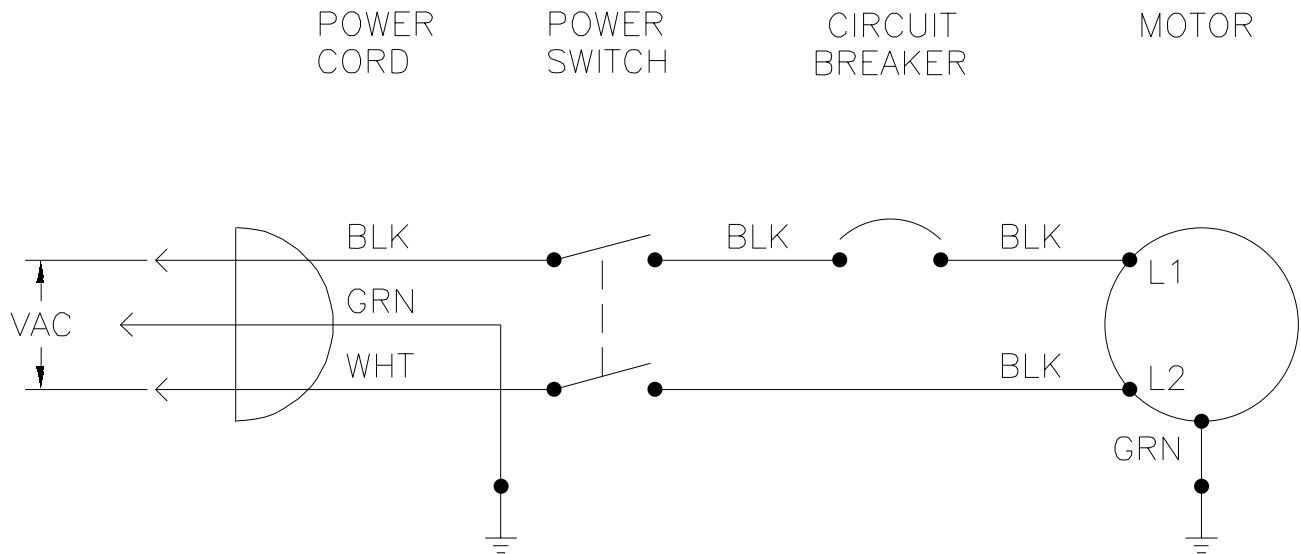 POWER
CORD
POWER
SWITCH
CIRCUIT
BREAKER
MOTOR
BLK
BLK
BLK
L1
GRN
VAC
WHT
BLK
L2
GRN